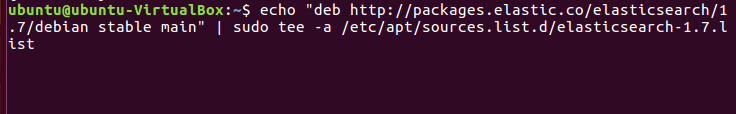 ubuntu@ubuntu-VirtualBox:~$ echo "deb http://packages.elastic.co/elasticsearch/1
.7/debian stable main" | sudo tee -a /etc/apt/sources.list.d/elasticsearch-1.7.l
ist